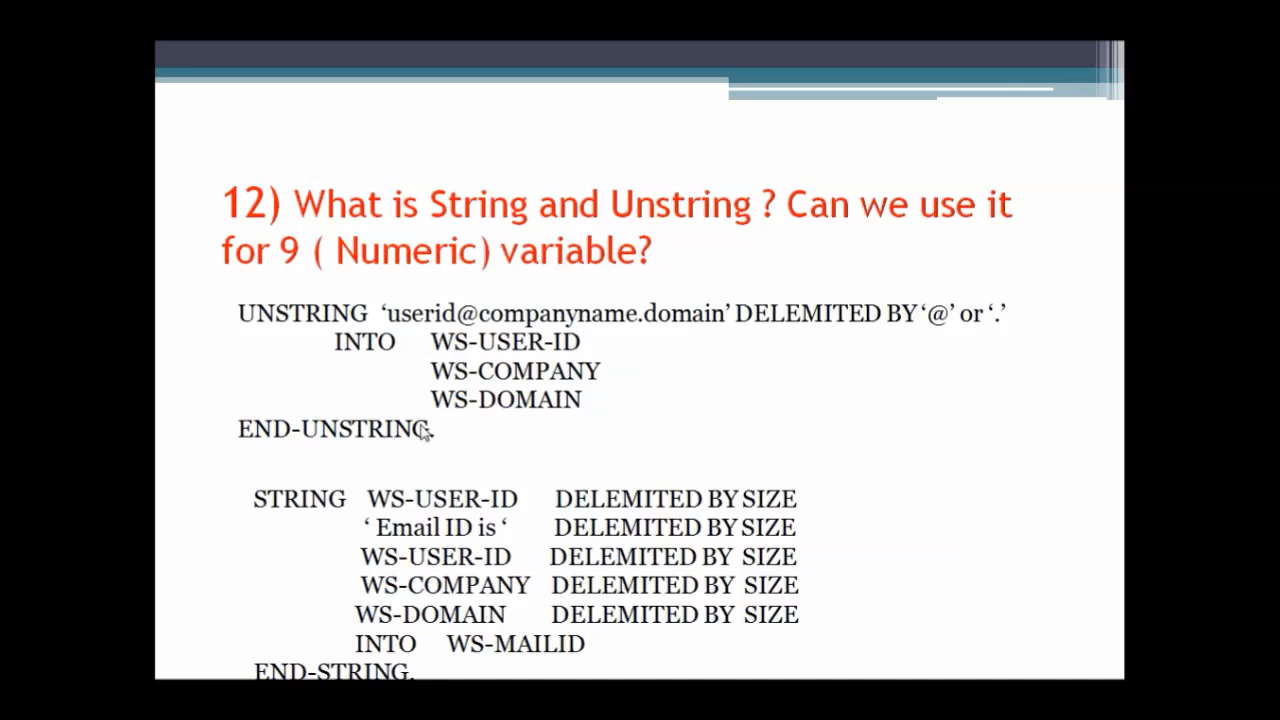 12) What is String and Unstring ? Can we use it
for 9 ( Numeric) variable?
UNSTRING ‘userid@companyname.domain’ DELEMITED BY ‘@’ or ‘.’
INTO WS-USER-ID
WS-COMPANY
WS-DOMAIN
END-UNSTRING.
STRING WS-USER-ID DELEMITED BY SIZE
‘ Email ID is ‘ DELEMITED BY SIZE
WS-USER-ID DELEMITED BY SIZE
WS-COMPANY DELEMITED BY SIZE
WS-DOMAIN DELEMITED BY SIZE
INTO WS-MAILID
END-STRING.